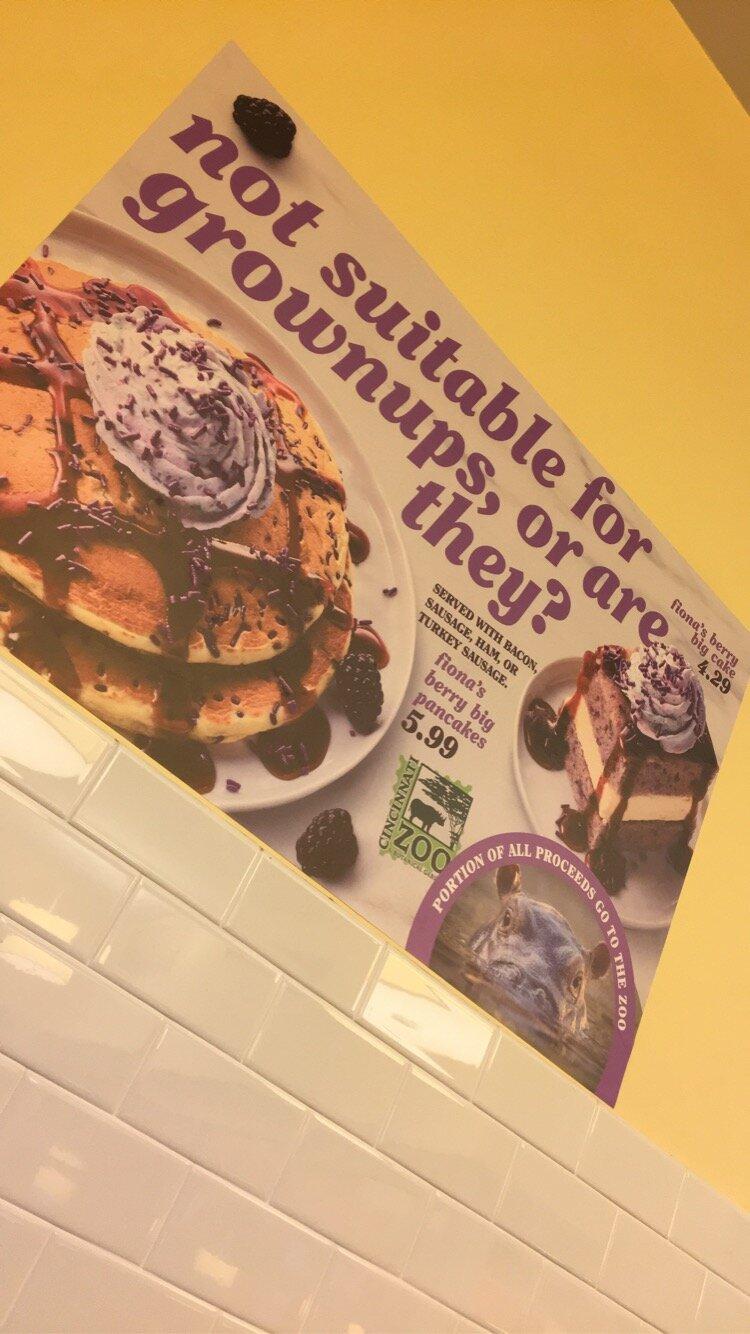 not suitable for
grownups, or are
they?
SERVED WITH BACON,
SAUSAGE, HAM, OR
TURKEY SAUSAGE.
fiona's
berry big
pancakes
5.99
fiona's berry
big cake
4.29
CINCINNATI
ZOO
PORTION OF ALL PROCEEDS GO TO THE ZOO